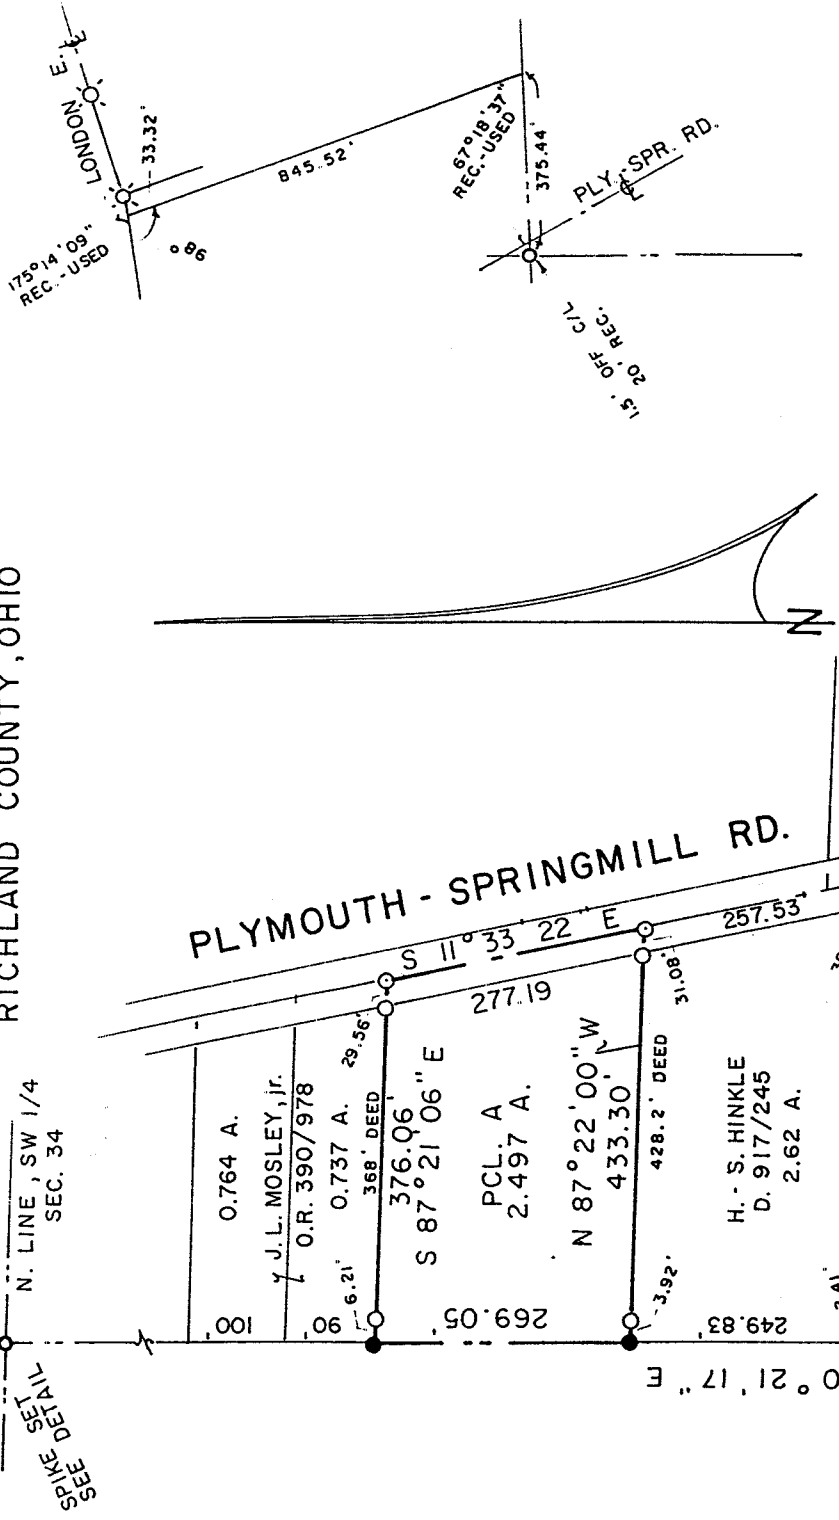 LONDON E. ℄
33.32'
175°14'09"
REC.-USED
98°
845.52'
67°18'37"
REC.-USED
375.44'
PLY.-SPR. RD.
℄
1.5' OFF C/L
20' REC.
RICHLAND COUNTY, OHIO
N
PLYMOUTH - SPRINGMILL RD.
S 11° 33' 22" E
277.19'
257.53'
29.56'
31.08'
N. LINE, SW 1/4
SEC. 34
SPIKE SET
SEE DETAIL
0.764 A.
100'
J.L. MOSLEY, jr.
O.R. 390/978
0.737 A.
90'
368' DEED
376.06'
S 87° 21' 06" E
6.21'
PCL. A
2.497 A.
269.05'
N 87° 22' 00" W
433.30'
428.2' DEED
3.92'
H.-S. HINKLE
D. 917/245
2.62 A.
249.83'
0° 21' 17" E